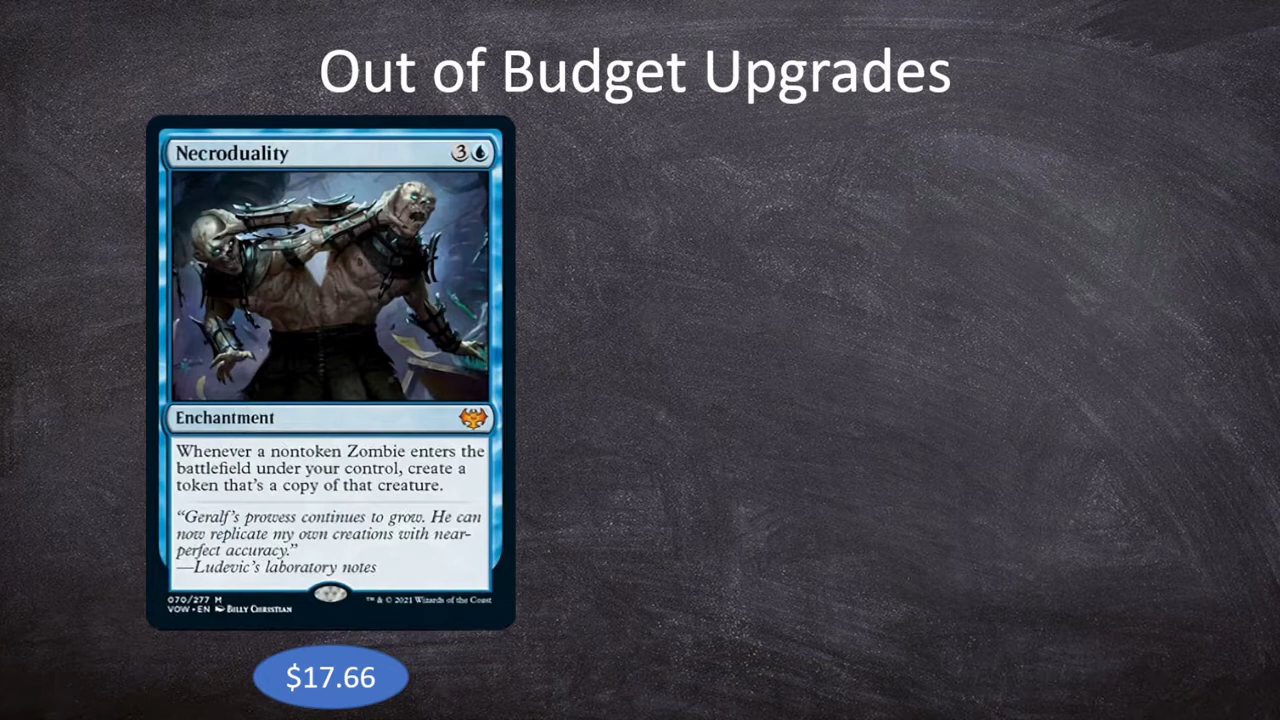 Out of Budget Upgrades
Necroduality 3
Enchantment
Whenever a nontoken Zombie enters the
battlefield under your control, create a
token that's a copy of that creature.
"Geralf's prowess continues to grow. He can
now replicate my own creations with near-
perfect accuracy."
—Ludevic's laboratory notes
070/277 M
VOW • EN Billy Christian
™ & © 2021 Wizards of the Coast
$17.66